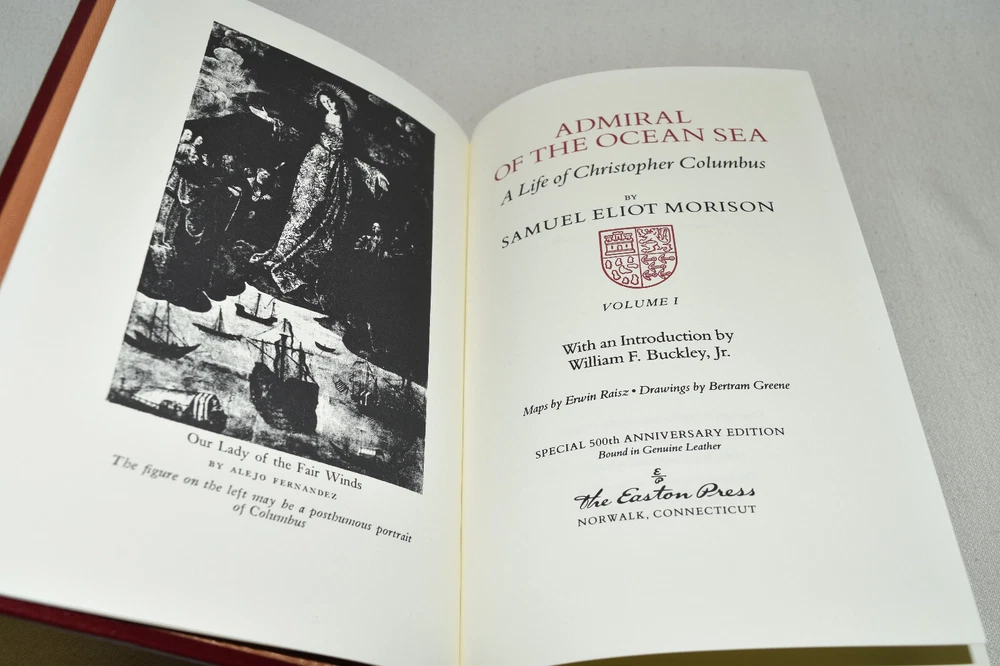 Our Lady of the Fair Winds
BY ALEJO FERNANDEZ
The figure on the left may be a posthumous portrait
of Columbus
ADMIRAL
OF THE OCEAN SEA
A Life of Christopher Columbus
BY
SAMUEL ELIOT MORISON
VOLUME I
With an Introduction by
William F. Buckley, Jr.
Maps by Erwin Raisz • Drawings by Bertram Greene
SPECIAL 500th ANNIVERSARY EDITION
Bound in Genuine Leather
The Easton Press
NORWALK, CONNECTICUT